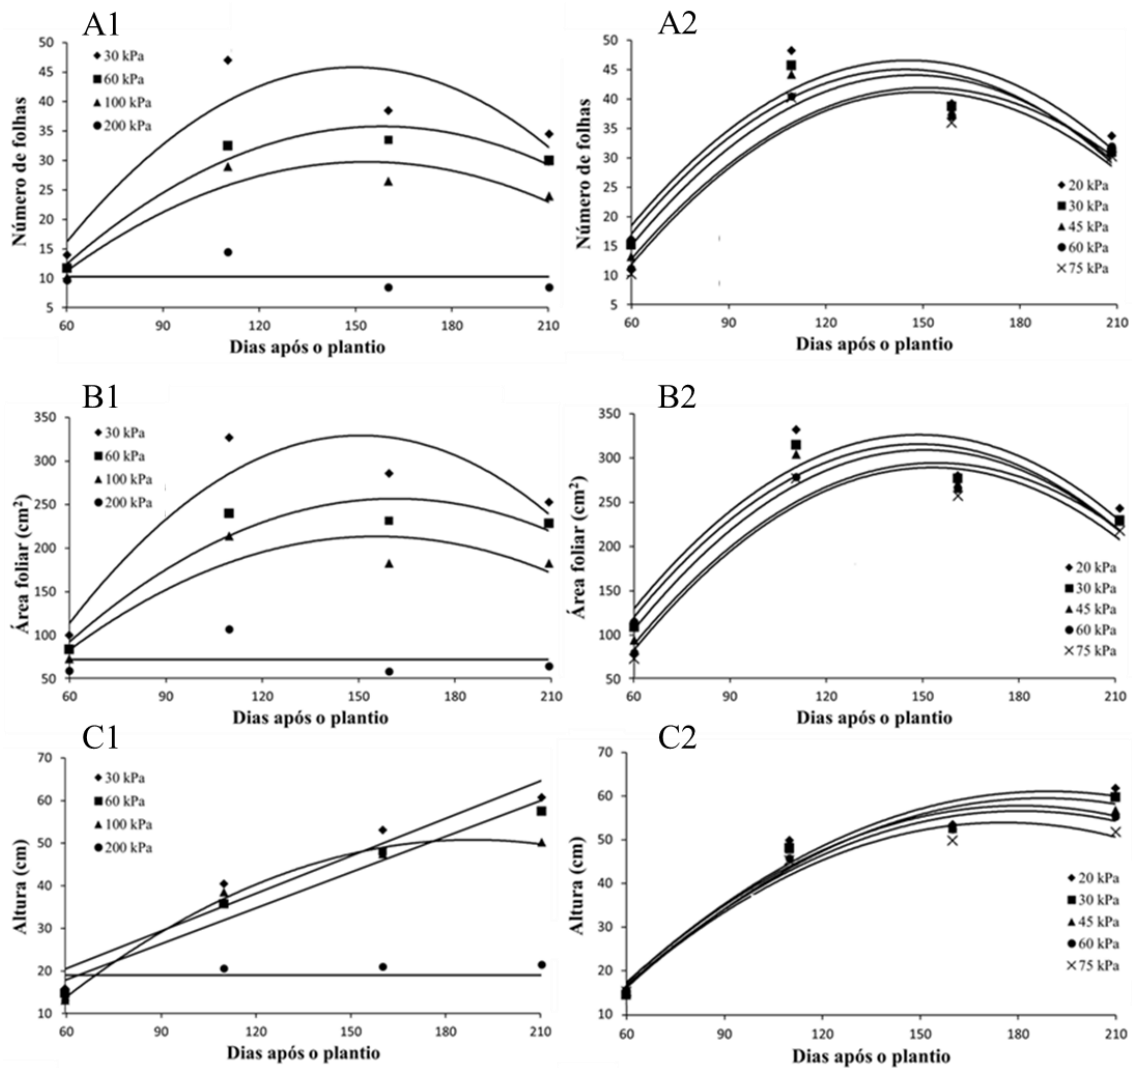 A1
Número de folhas
50
45
40
35
30
25
20
15
10
5
30 kPa
60 kPa
100 kPa
200 kPa
60 90 120 150 180 210
Dias após o plantio
A2
Número de folhas
50
45
40
35
30
25
20
15
10
5
20 kPa
30 kPa
45 kPa
60 kPa
75 kPa
60 90 120 150 180 210
Dias após o plantio
B1
Área foliar (cm²)
350
300
250
200
150
100
50
30 kPa
60 kPa
100 kPa
200 kPa
60 90 120 150 180 210
Dias após o plantio
B2
Área foliar (cm²)
350
300
250
200
150
100
50
20 kPa
30 kPa
45 kPa
60 kPa
75 kPa
60 90 120 150 180 210
Dias após o plantio
C1
Altura (cm)
70
60
50
40
30
20
10
30 kPa
60 kPa
100 kPa
200 kPa
60 90 120 150 180 210
Dias após o plantio
C2
Altura (cm)
70
60
50
40
30
20
10
20 kPa
30 kPa
45 kPa
60 kPa
75 kPa
60 90 120 150 180 210
Dias após o plantio